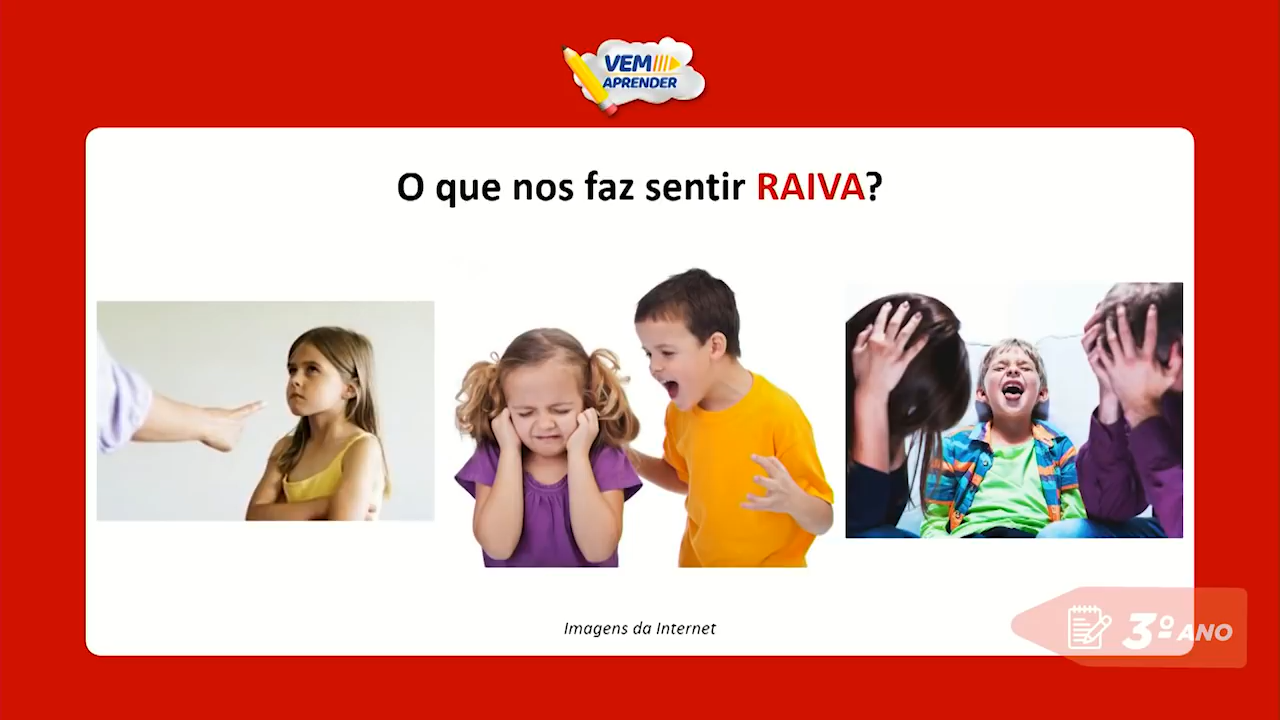 VEM
APRENDER
O que nos faz sentir RAIVA?
Imagens da Internet
3º ANO